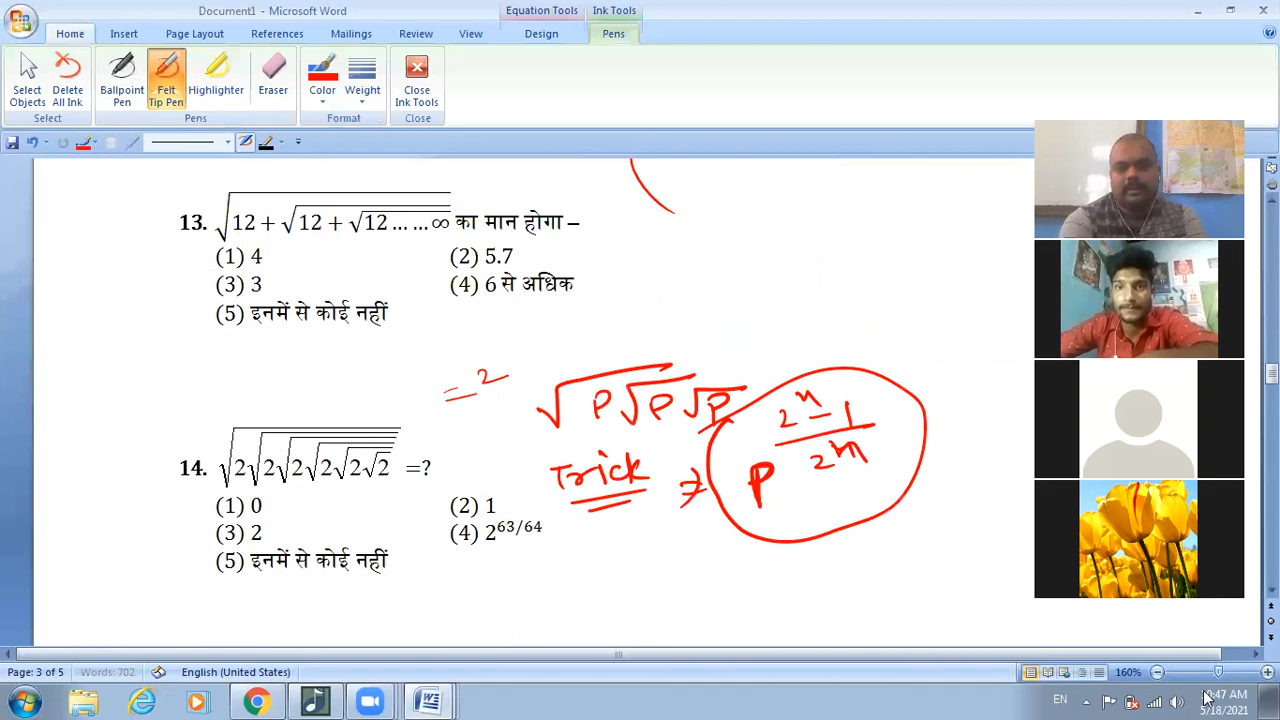 Document1 - Microsoft Word
Equation Tools
Ink Tools
Home Insert Page Layout References Mailings Review View Design Pens
Select Objects
Delete All Ink
Ballpoint Pen
Felt Tip Pen
Highlighter
Eraser
Color
Weight
Close Ink Tools
Select
Pens
Format
Close
13. √12 + √12 + √12 ... ... ∞ का मान होगा –
(1) 4 (2) 5.7
(3) 3 (4) 6 से अधिक
(5) इनमें से कोई नहीं
= 2
√P√P√P
Trick ⇒ P^(2^n - 1)/2^n
14. √2√2√2√2√2√2 =?
(1) 0 (2) 1
(3) 2 (4) 2^63/64
(5) इनमें से कोई नहीं
Page: 3 of 5 Words: 702 English (United States) 160%
EN
:47 AM
5/18/2021